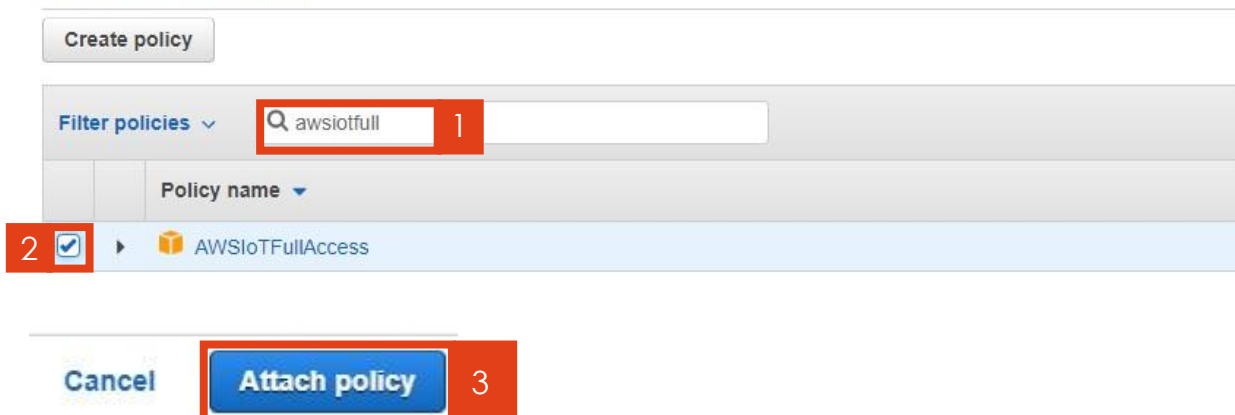 Create policy
Filter policies awsiotfull 1
Policy name
2 AWSIoTFullAccess
Cancel Attach policy 3